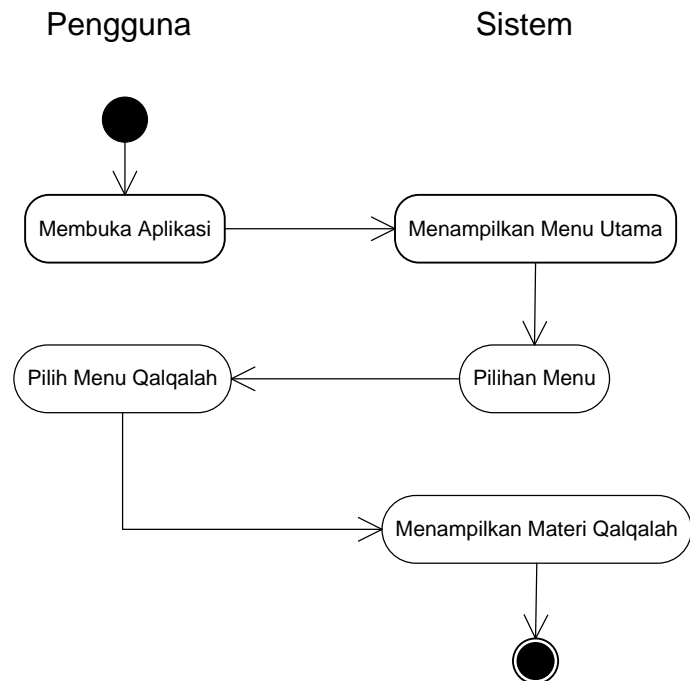 Pengguna
Sistem
Membuka Aplikasi
Menampilkan Menu Utama
Pilih Menu Qalqalah
Pilihan Menu
Menampilkan Materi Qalqalah